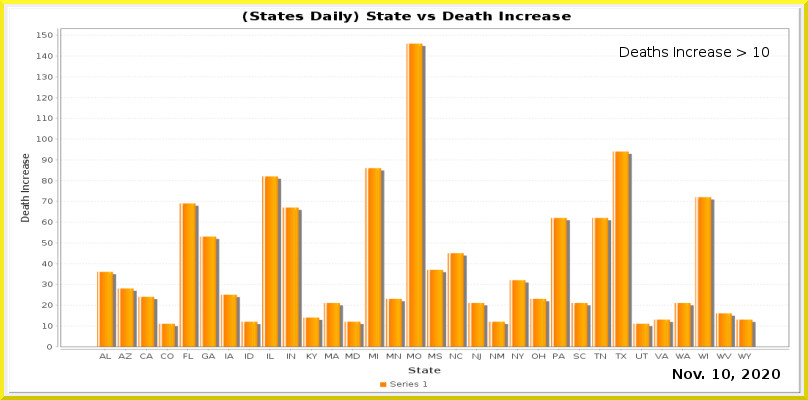 (States Daily) State vs Death Increase
Deaths Increase > 10
Death Increase
150
140
130
120
110
100
90
80
70
60
50
40
30
20
10
0
AL AZ CA CO FL GA IA ID IL IN KY MA MD MI MN MO MS NC NJ NM NY OH PA SC TN TX UT VA WA WI WV WY
State
Series 1
Nov. 10, 2020